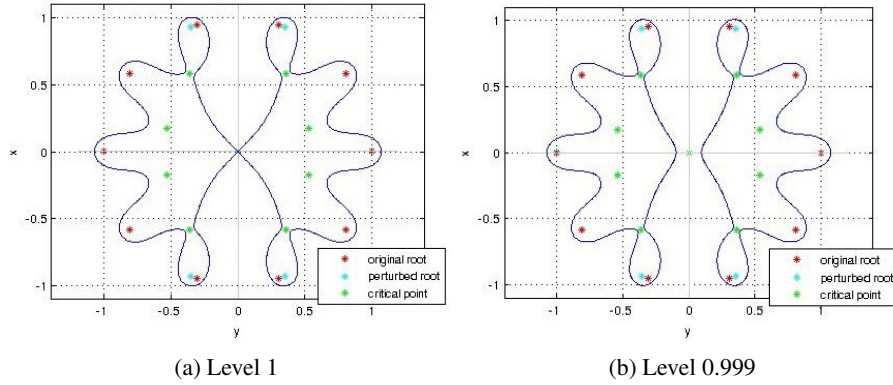 1
0.5
0
-0.5
-1
x
-1
-0.5
0
0.5
1
y
original root
perturbed root
critical point
(a) Level 1
1
0.5
0
-0.5
-1
x
-1
-0.5
0
0.5
1
y
original root
perturbed root
critical point
(b) Level 0.999